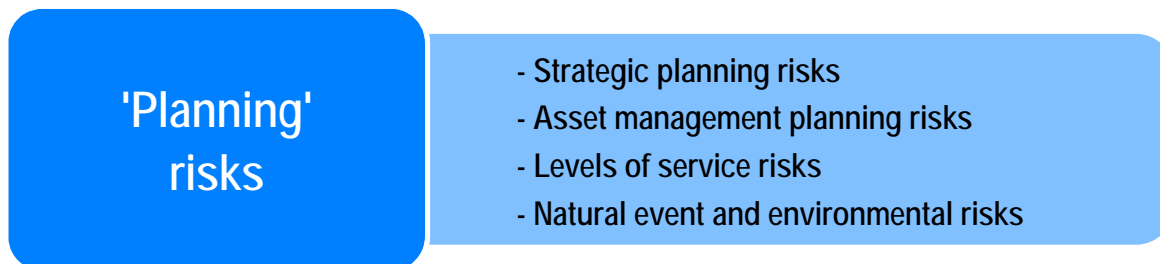 'Planning'
risks
- Strategic planning risks
- Asset management planning risks
- Levels of service risks
- Natural event and environmental risks